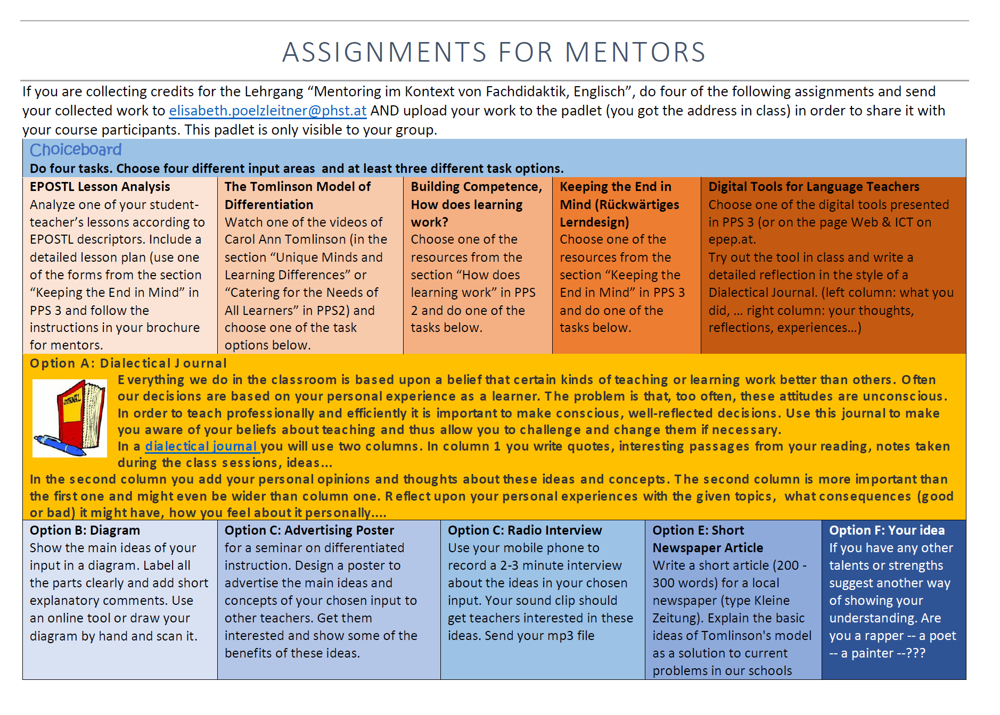 ASSIGNMENTS FOR MENTORS
If you are collecting credits for the Lehrgang “Mentoring im Kontext von Fachdidaktik, Englisch”, do four of the following assignments and send
your collected work to elisabeth.poelzleitner@phst.at AND upload your work to the padlet (you got the address in class) in order to share it with
your course participants. This padlet is only visible to your group.
Choiceboard
Do four tasks. Choose four different input areas and at least three different task options.
EPOSTL Lesson Analysis
Analyze one of your student-
teacher’s lessons according to
EPOSTL descriptors. Include a
detailed lesson plan (use one
of the forms from the section
“Keeping the End in Mind” in
PPS 3 and follow the
instructions in your brochure
for mentors.
The Tomlinson Model of
Differentiation
Watch one of the videos of
Carol Ann Tomlinson (in the
section “Unique Minds and
Learning Differences” or
“Catering for the Needs of
All Learners” in PPS2) and
choose one of the task
options below.
Building Competence,
How does learning
work?
Choose one of the
resources from the
section “How does
learning work” in PPS
2 and do one of the
tasks below.
Keeping the End in
Mind (Rückwärtiges
Lerndesign)
Choose one of the
resources from the
section “Keeping the
End in Mind” in PPS 3
and do one of the
tasks below.
Digital Tools for Language Teachers
Choose one of the digital tools presented
in PPS 3 (or on the page Web & ICT on
epep.at.
Try out the tool in class and write a
detailed reflection in the style of a
Dialectical Journal. (left column: what you
did, … right column: your thoughts,
reflections, experiences…)
Option A: Dialectical Journal
JOURNAL
Everything we do in the classroom is based upon a belief that certain kinds of teaching or learning work better than others. Often
our decisions are based on your personal experience as a learner. The problem is that, too often, these attitudes are unconscious.
In order to teach professionally and efficiently it is important to make conscious, well-reflected decisions. Use this journal to make
you aware of your beliefs about teaching and thus allow you to challenge and change them if necessary.
In a dialectical journal you will use two columns. In column 1 you write quotes, interesting passages from your reading, notes taken
during the class sessions, ideas...
In the second column you add your personal opinions and thoughts about these ideas and concepts. The second column is more important than
the first one and might even be wider than column one. Reflect upon your personal experiences with the given topics, what consequences (good
or bad) it might have, how you feel about it personally....
Option B: Diagram
Show the main ideas of your
input in a diagram. Label all
the parts clearly and add short
explanatory comments. Use
an online tool or draw your
diagram by hand and scan it.
Option C: Advertising Poster
for a seminar on differentiated
instruction. Design a poster to
advertise the main ideas and
concepts of your chosen input to
other teachers. Get them
interested and show some of the
benefits of these ideas.
Option C: Radio Interview
Use your mobile phone to
record a 2-3 minute interview
about the ideas in your chosen
input. Your sound clip should
get teachers interested in these
ideas. Send your mp3 file
Option E: Short
Newspaper Article
Write a short article (200 -
300 words) for a local
newspaper (type Kleine
Zeitung). Explain the basic
ideas of Tomlinson's model
as a solution to current
problems in our schools
Option F: Your idea
If you have any other
talents or strengths
suggest another way
of showing your
understanding. Are
you a rapper -- a poet
-- a painter --???